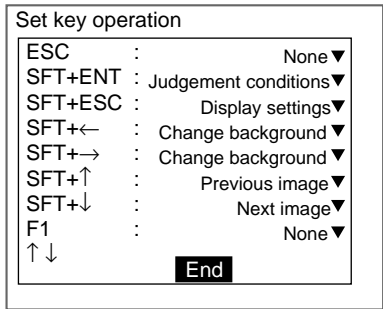 Set key operation
ESC : None▼
SFT+ENT : Judgement conditions▼
SFT+ESC : Display settings▼
SFT+← : Change background▼
SFT+→ : Change background▼
SFT+↑ : Previous image▼
SFT+↓ : Next image▼
F1 : None▼
↑↓
End